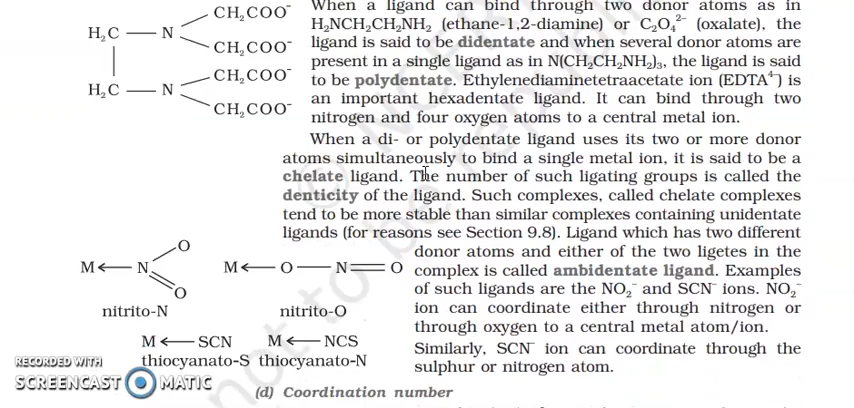 When a ligand can bind through two donor atoms as in
H₂NCH₂CH₂NH₂ (ethane-1,2-diamine) or C₂O₄²⁻ (oxalate), the
ligand is said to be didentate and when several donor atoms are
present in a single ligand as in N(CH₂CH₂NH₂)₃, the ligand is said
to be polydentate. Ethylenediaminetetraacetate ion (EDTA⁴⁻) is
an important hexadentate ligand. It can bind through two
nitrogen and four oxygen atoms to a central metal ion.
CH₂COO⁻
H₂C — N
CH₂COO⁻
CH₂COO⁻
H₂C — N
CH₂COO⁻
When a di- or polydentate ligand uses its two or more donor
atoms simultaneously to bind a single metal ion, it is said to be a
chelate ligand. The number of such ligating groups is called the
denticity of the ligand. Such complexes, called chelate complexes
tend to be more stable than similar complexes containing unidentate
ligands (for reasons see Section 9.8). Ligand which has two different
donor atoms and either of the two ligetes in the
complex is called ambidentate ligand. Examples
of such ligands are the NO₂⁻ and SCN⁻ ions. NO₂⁻
ion can coordinate either through nitrogen or
through oxygen to a central metal atom/ion.
Similarly, SCN⁻ ion can coordinate through the
sulphur or nitrogen atom.
O
M ← N
O
nitrito-N
M ← O — N ═ O
nitrito-O
M ← SCN
thiocyanato-S
M ← NCS
thiocyanato-N
(d) Coordination number
RECORDED WITH
SCREENCAST MATIC
© NCERT
not to be republished